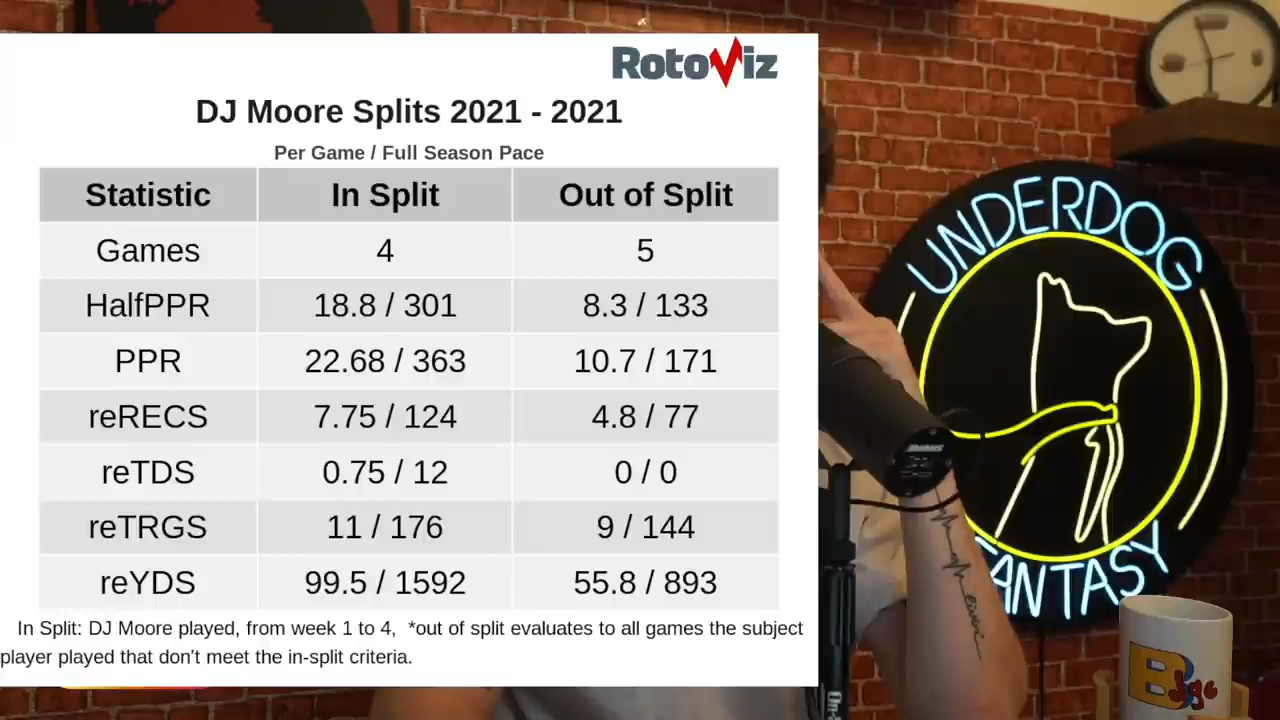 RotoViz
DJ Moore Splits 2021 - 2021
Per Game / Full Season Pace
Statistic In Split Out of Split
Games 4 5
HalfPPR 18.8 / 301 8.3 / 133
PPR 22.68 / 363 10.7 / 171
reRECS 7.75 / 124 4.8 / 77
reTDS 0.75 / 12 0 / 0
reTRGS 11 / 176 9 / 144
reYDS 99.5 / 1592 55.8 / 893
In Split: DJ Moore played, from week 1 to 4, *out of split evaluates to all games the subject
player played that don't meet the in-split criteria.
UNDERDOG
FANTASY